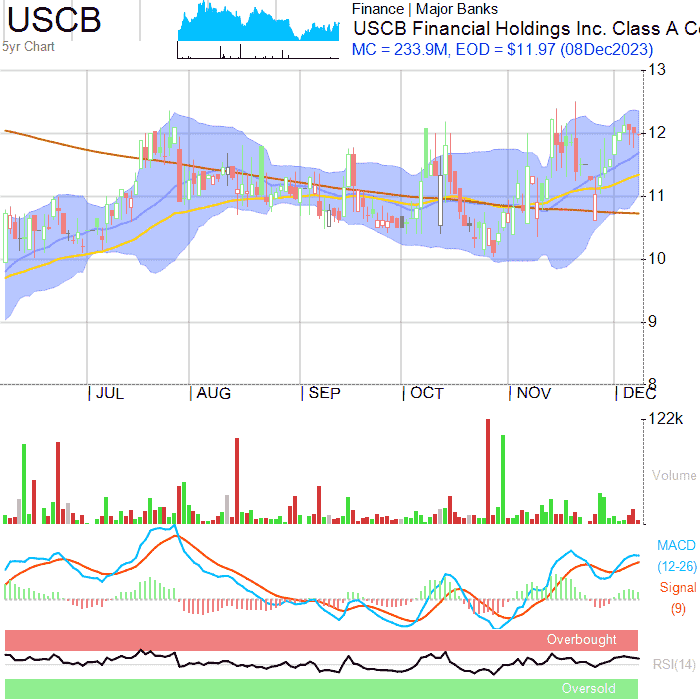 USCB
5yr Chart
Finance | Major Banks
USCB Financial Holdings Inc. Class A Co
MC = 233.9M, EOD = $11.97 (08Dec2023)
13
12
11
10
9
8
JUL AUG SEP OCT NOV DEC
122k
Volume
MACD
(12-26)
Signal
(9)
Overbought
RSI(14)
Oversold